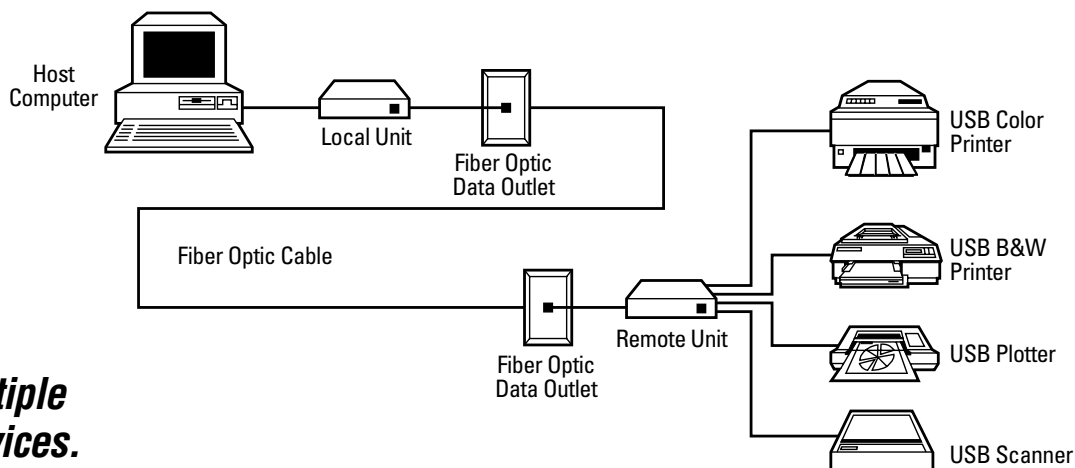 Host
Computer
Local Unit
Fiber Optic
Data Outlet
USB Color
Printer
Fiber Optic Cable
USB B&W
Printer
Remote Unit
Fiber Optic
Data Outlet
USB Plotter
USB Scanner